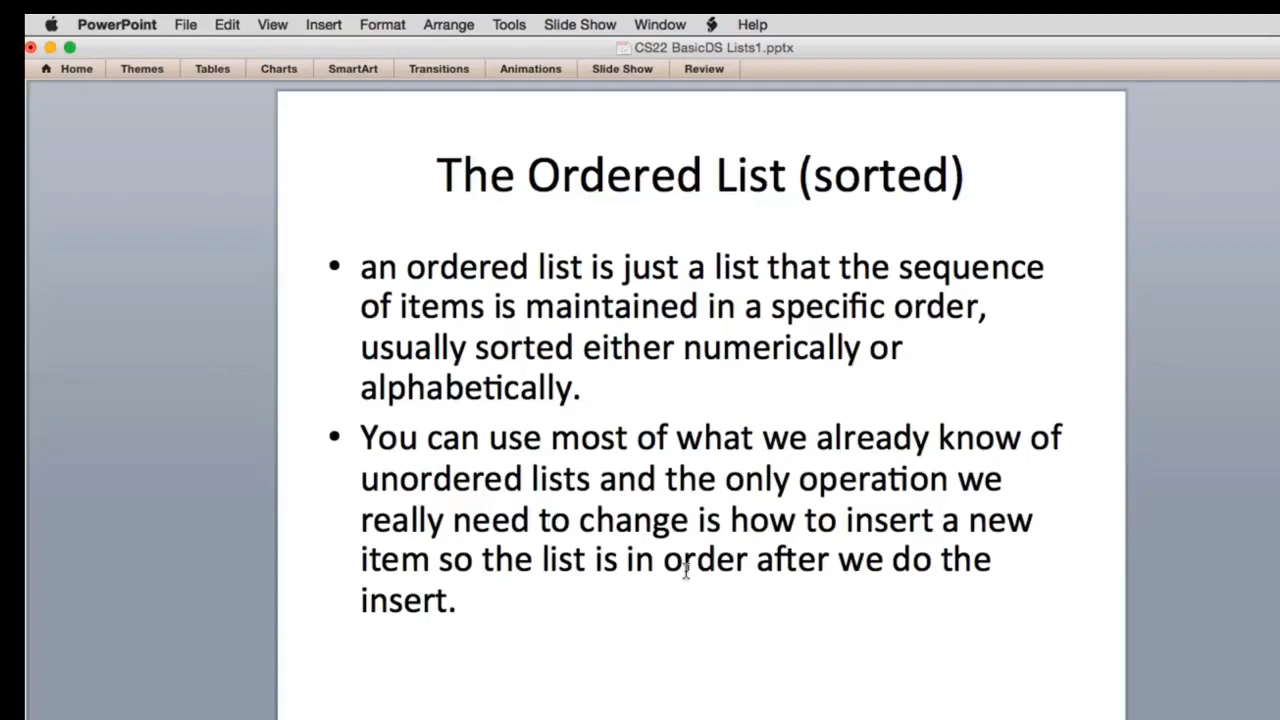 PowerPoint File Edit View Insert Format Arrange Tools Slide Show Window Help
CS22 BasicDS Lists1.pptx
Home Themes Tables Charts SmartArt Transitions Animations Slide Show Review
The Ordered List (sorted)
• an ordered list is just a list that the sequence
of items is maintained in a specific order,
usually sorted either numerically or
alphabetically.
• You can use most of what we already know of
unordered lists and the only operation we
really need to change is how to insert a new
item so the list is in order after we do the
insert.